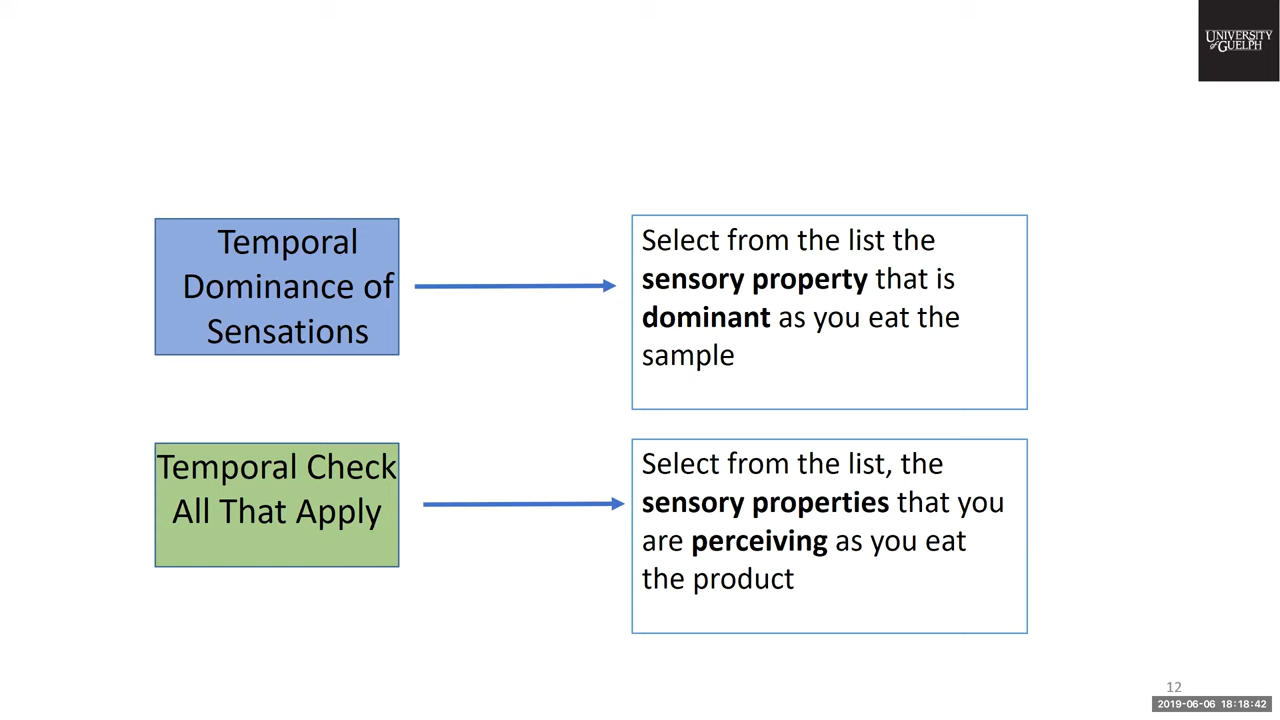 UNIVERSITY
of GUELPH
Temporal
Dominance of
Sensations
Select from the list the
sensory property that is
dominant as you eat the
sample
Temporal Check
All That Apply
Select from the list, the
sensory properties that you
are perceiving as you eat
the product
12
2019-06-06 18:18:42